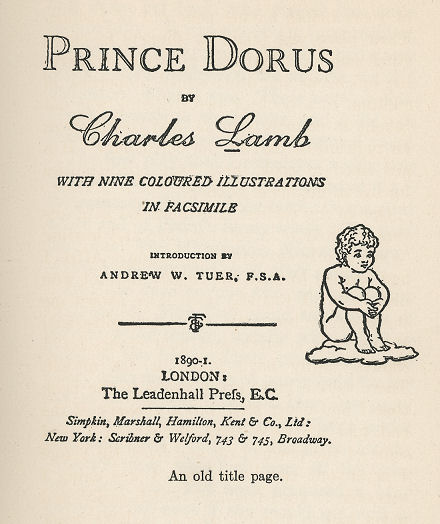 PRINCE DORUS
BY
Charles Lamb
WITH NINE COLOURED ILLUSTRATIONS
IN FACSIMILE
INTRODUCTION BY
ANDREW W. TUER, F.S.A.
1890-1.
LONDON:
The Leadenhall Preſs, E.C.
Simpkin, Marshall, Hamilton, Kent & Co., Ltd:
New York: Scribner & Welford, 743 & 745, Broadway.
An old title page.